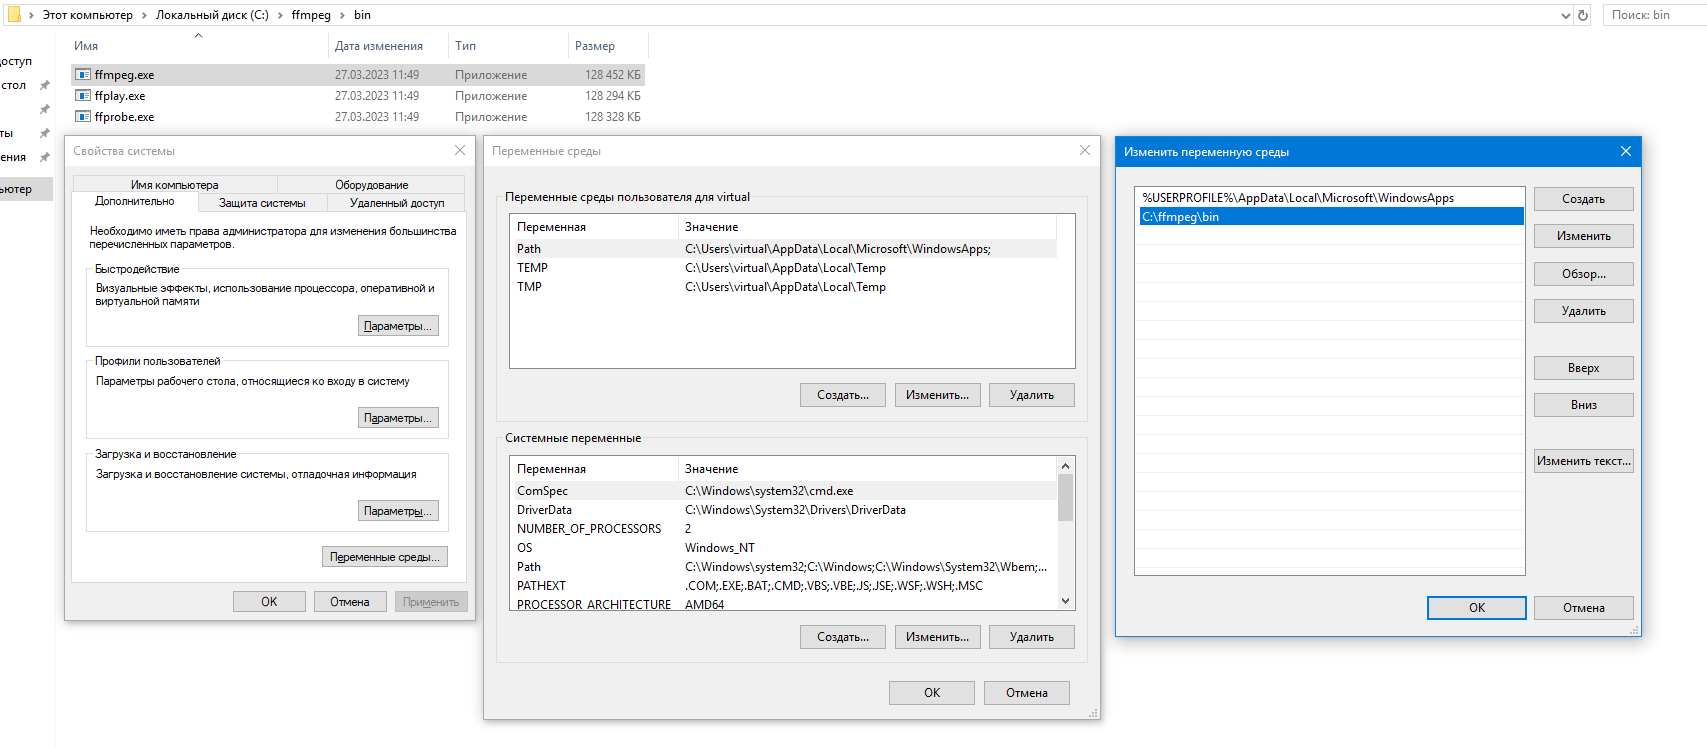 Этот компьютер > Локальный диск (C:) > ffmpeg > bin
Поиск: bin
Имя Дата изменения Тип Размер
ffmpeg.exe 27.03.2023 11:49 Приложение 128 452 КБ
ffplay.exe 27.03.2023 11:49 Приложение 128 294 КБ
ffprobe.exe 27.03.2023 11:49 Приложение 128 328 КБ
оступ
стол
ты
ения
ьютер
Свойства системы
Имя компьютера Оборудование
Дополнительно Защита системы Удаленный доступ
Необходимо иметь права администратора для изменения большинства
перечисленных параметров.
Быстродействие
Визуальные эффекты, использование процессора, оперативной и
виртуальной памяти
Параметры...
Профили пользователей
Параметры рабочего стола, относящиеся ко входу в систему
Параметры...
Загрузка и восстановление
Загрузка и восстановление системы, отладочная информация
Параметры...
Переменные среды...
ОК Отмена Применить
Переменные среды
Переменные среды пользователя для virtual
Переменная Значение
Path C:\Users\virtual\AppData\Local\Microsoft\WindowsApps;
TEMP C:\Users\virtual\AppData\Local\Temp
TMP C:\Users\virtual\AppData\Local\Temp
Создать... Изменить... Удалить
Системные переменные
Переменная Значение
ComSpec C:\Windows\system32\cmd.exe
DriverData C:\Windows\System32\Drivers\DriverData
NUMBER_OF_PROCESSORS 2
OS Windows_NT
Path C:\Windows\system32;C:\Windows;C:\Windows\System32\Wbem;...
PATHEXT .COM;.EXE;.BAT;.CMD;.VBS;.VBE;.JS;.JSE;.WSF;.WSH;.MSC
PROCESSOR_ARCHITECTURE AMD64
Создать... Изменить... Удалить
ОК Отмена
Изменить переменную среды
%USERPROFILE%\AppData\Local\Microsoft\WindowsApps
C:\ffmpeg\bin
Создать
Изменить
Обзор...
Удалить
Вверх
Вниз
Изменить текст...
ОК Отмена